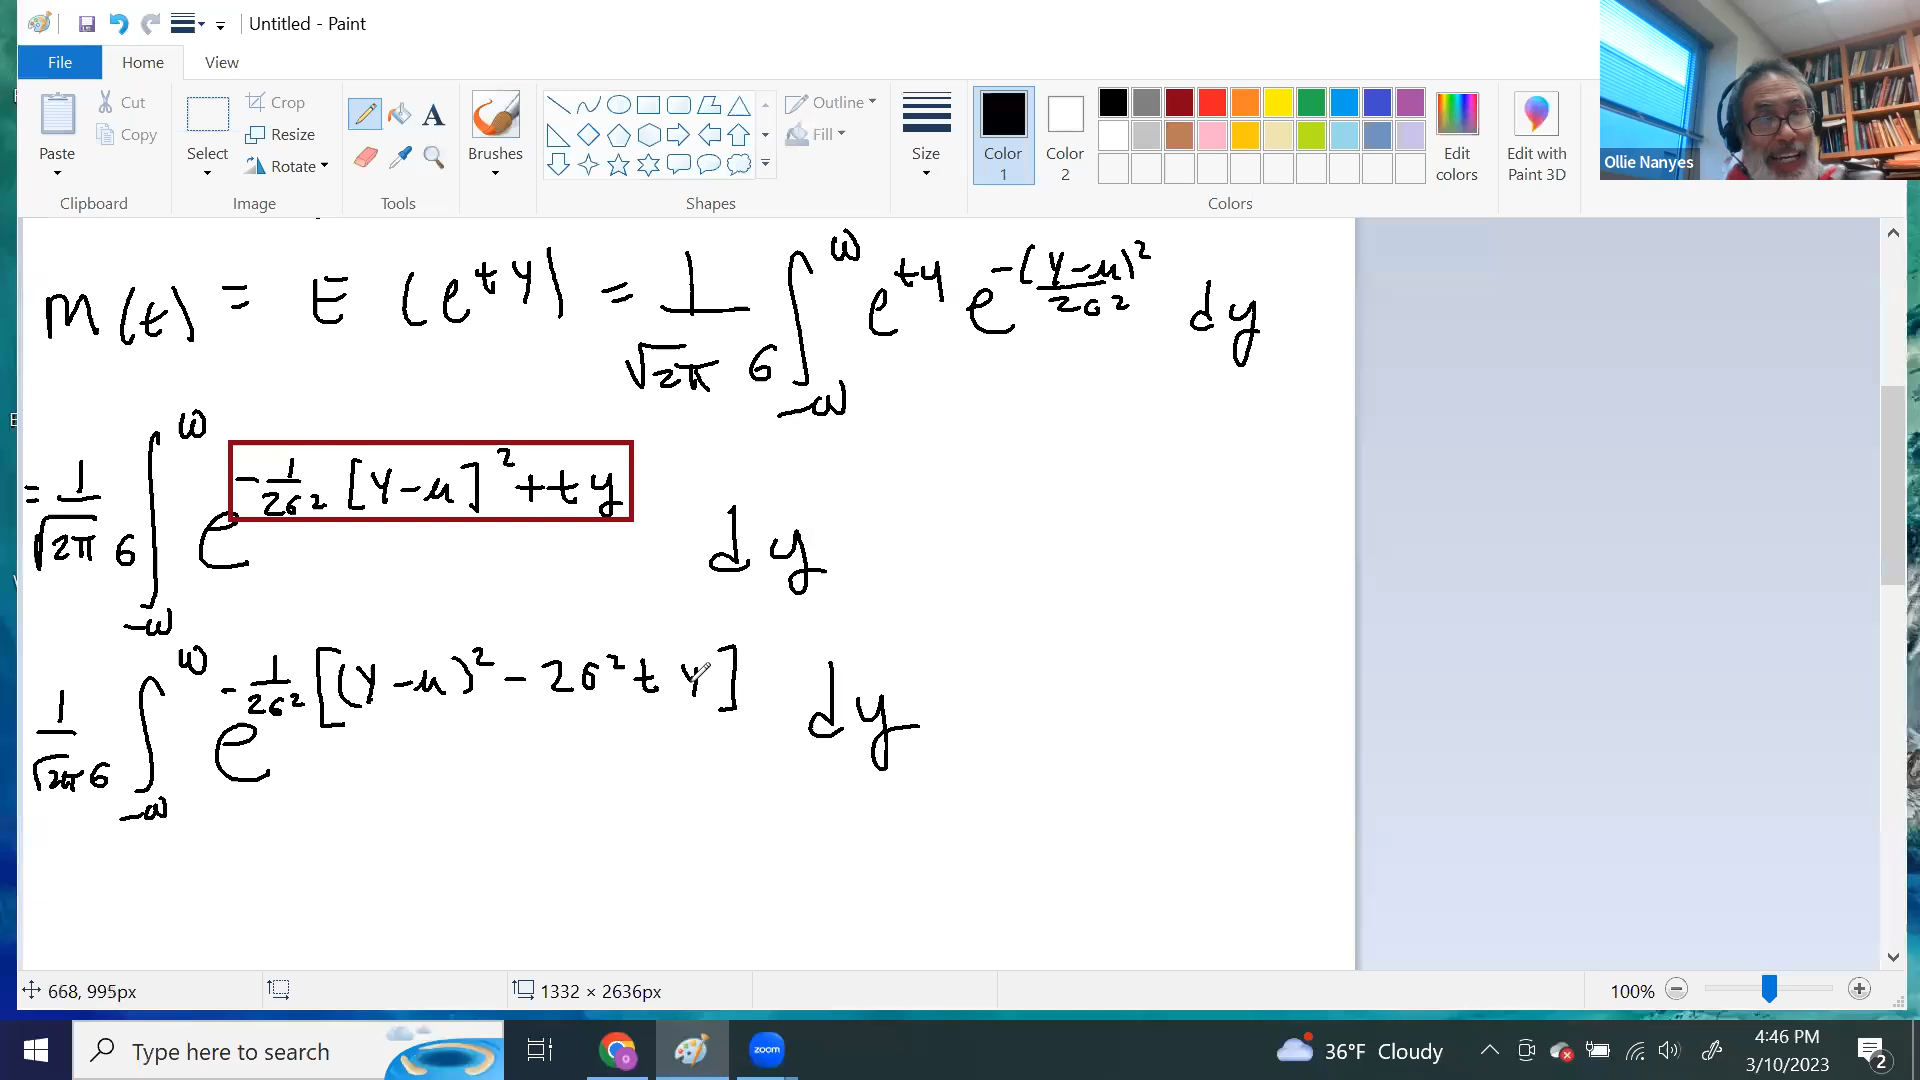 Untitled - Paint
File Home View
Cut
Copy
Paste
Clipboard
Select
Crop
Resize
Rotate
Image
Tools
Brushes
Outline
Fill
Shapes
Size
Color 1
Color 2
Edit colors
Edit with Paint 3D
Colors
Ollie Nanyes
M(t) = E (e^{ty}) = 1/(√2π σ) ∫_{-∞}^{∞} e^{ty} e^{-(y-μ)²/2σ²} dy
= 1/(√2π σ) ∫_{-∞}^{∞} e^{-1/2σ² [y-μ]² + ty} dy
1/(√2π σ) ∫_{-∞}^{∞} e^{-1/2σ² [(y-μ)² - 2σ² t y]} dy
668, 995px
1332 × 2636px
100%
Type here to search
zoom
36°F Cloudy
4:46 PM
3/10/2023
2